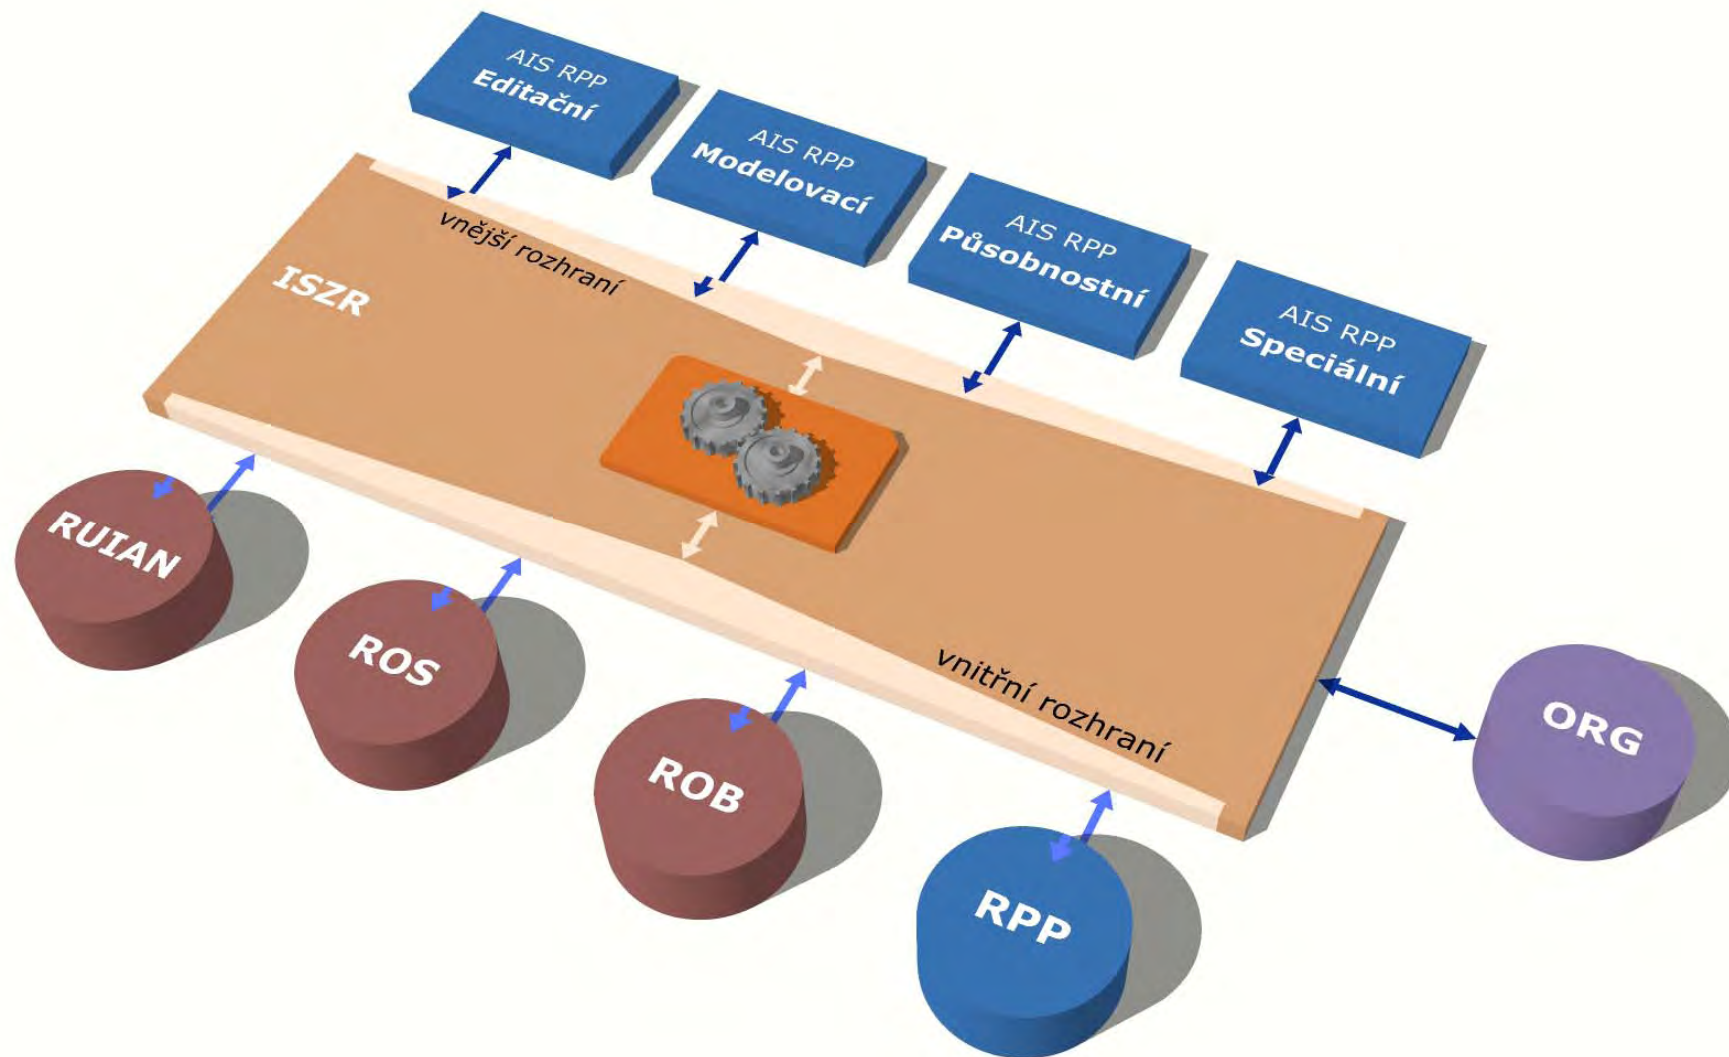 AIS RPP
Editační
AIS RPP
Modelovací
AIS RPP
Působnostní
AIS RPP
Speciální
vnější rozhraní
ISZR
RUIAN
ROS
ROB
vnitřní rozhraní
ORG
RPP